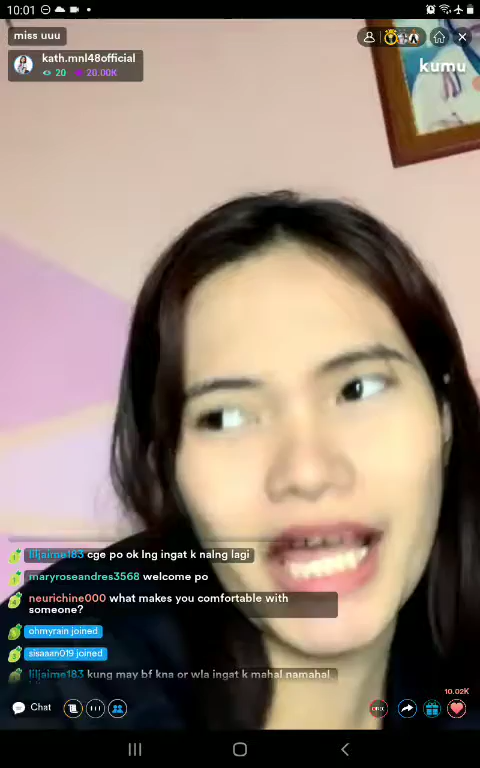 10:01
miss uuu
kath.mnl48official
20 20.00K
kumu
liljaime183 cge po ok lng ingat k nalng lagi
maryroseandres3568 welcome po
neurichine000 what makes you comfortable with
someone?
ohmyrain joined
sisaaan019 joined
liljaime183 kung may bf kna or wla ingat k mahal namahal
10.02K
Chat